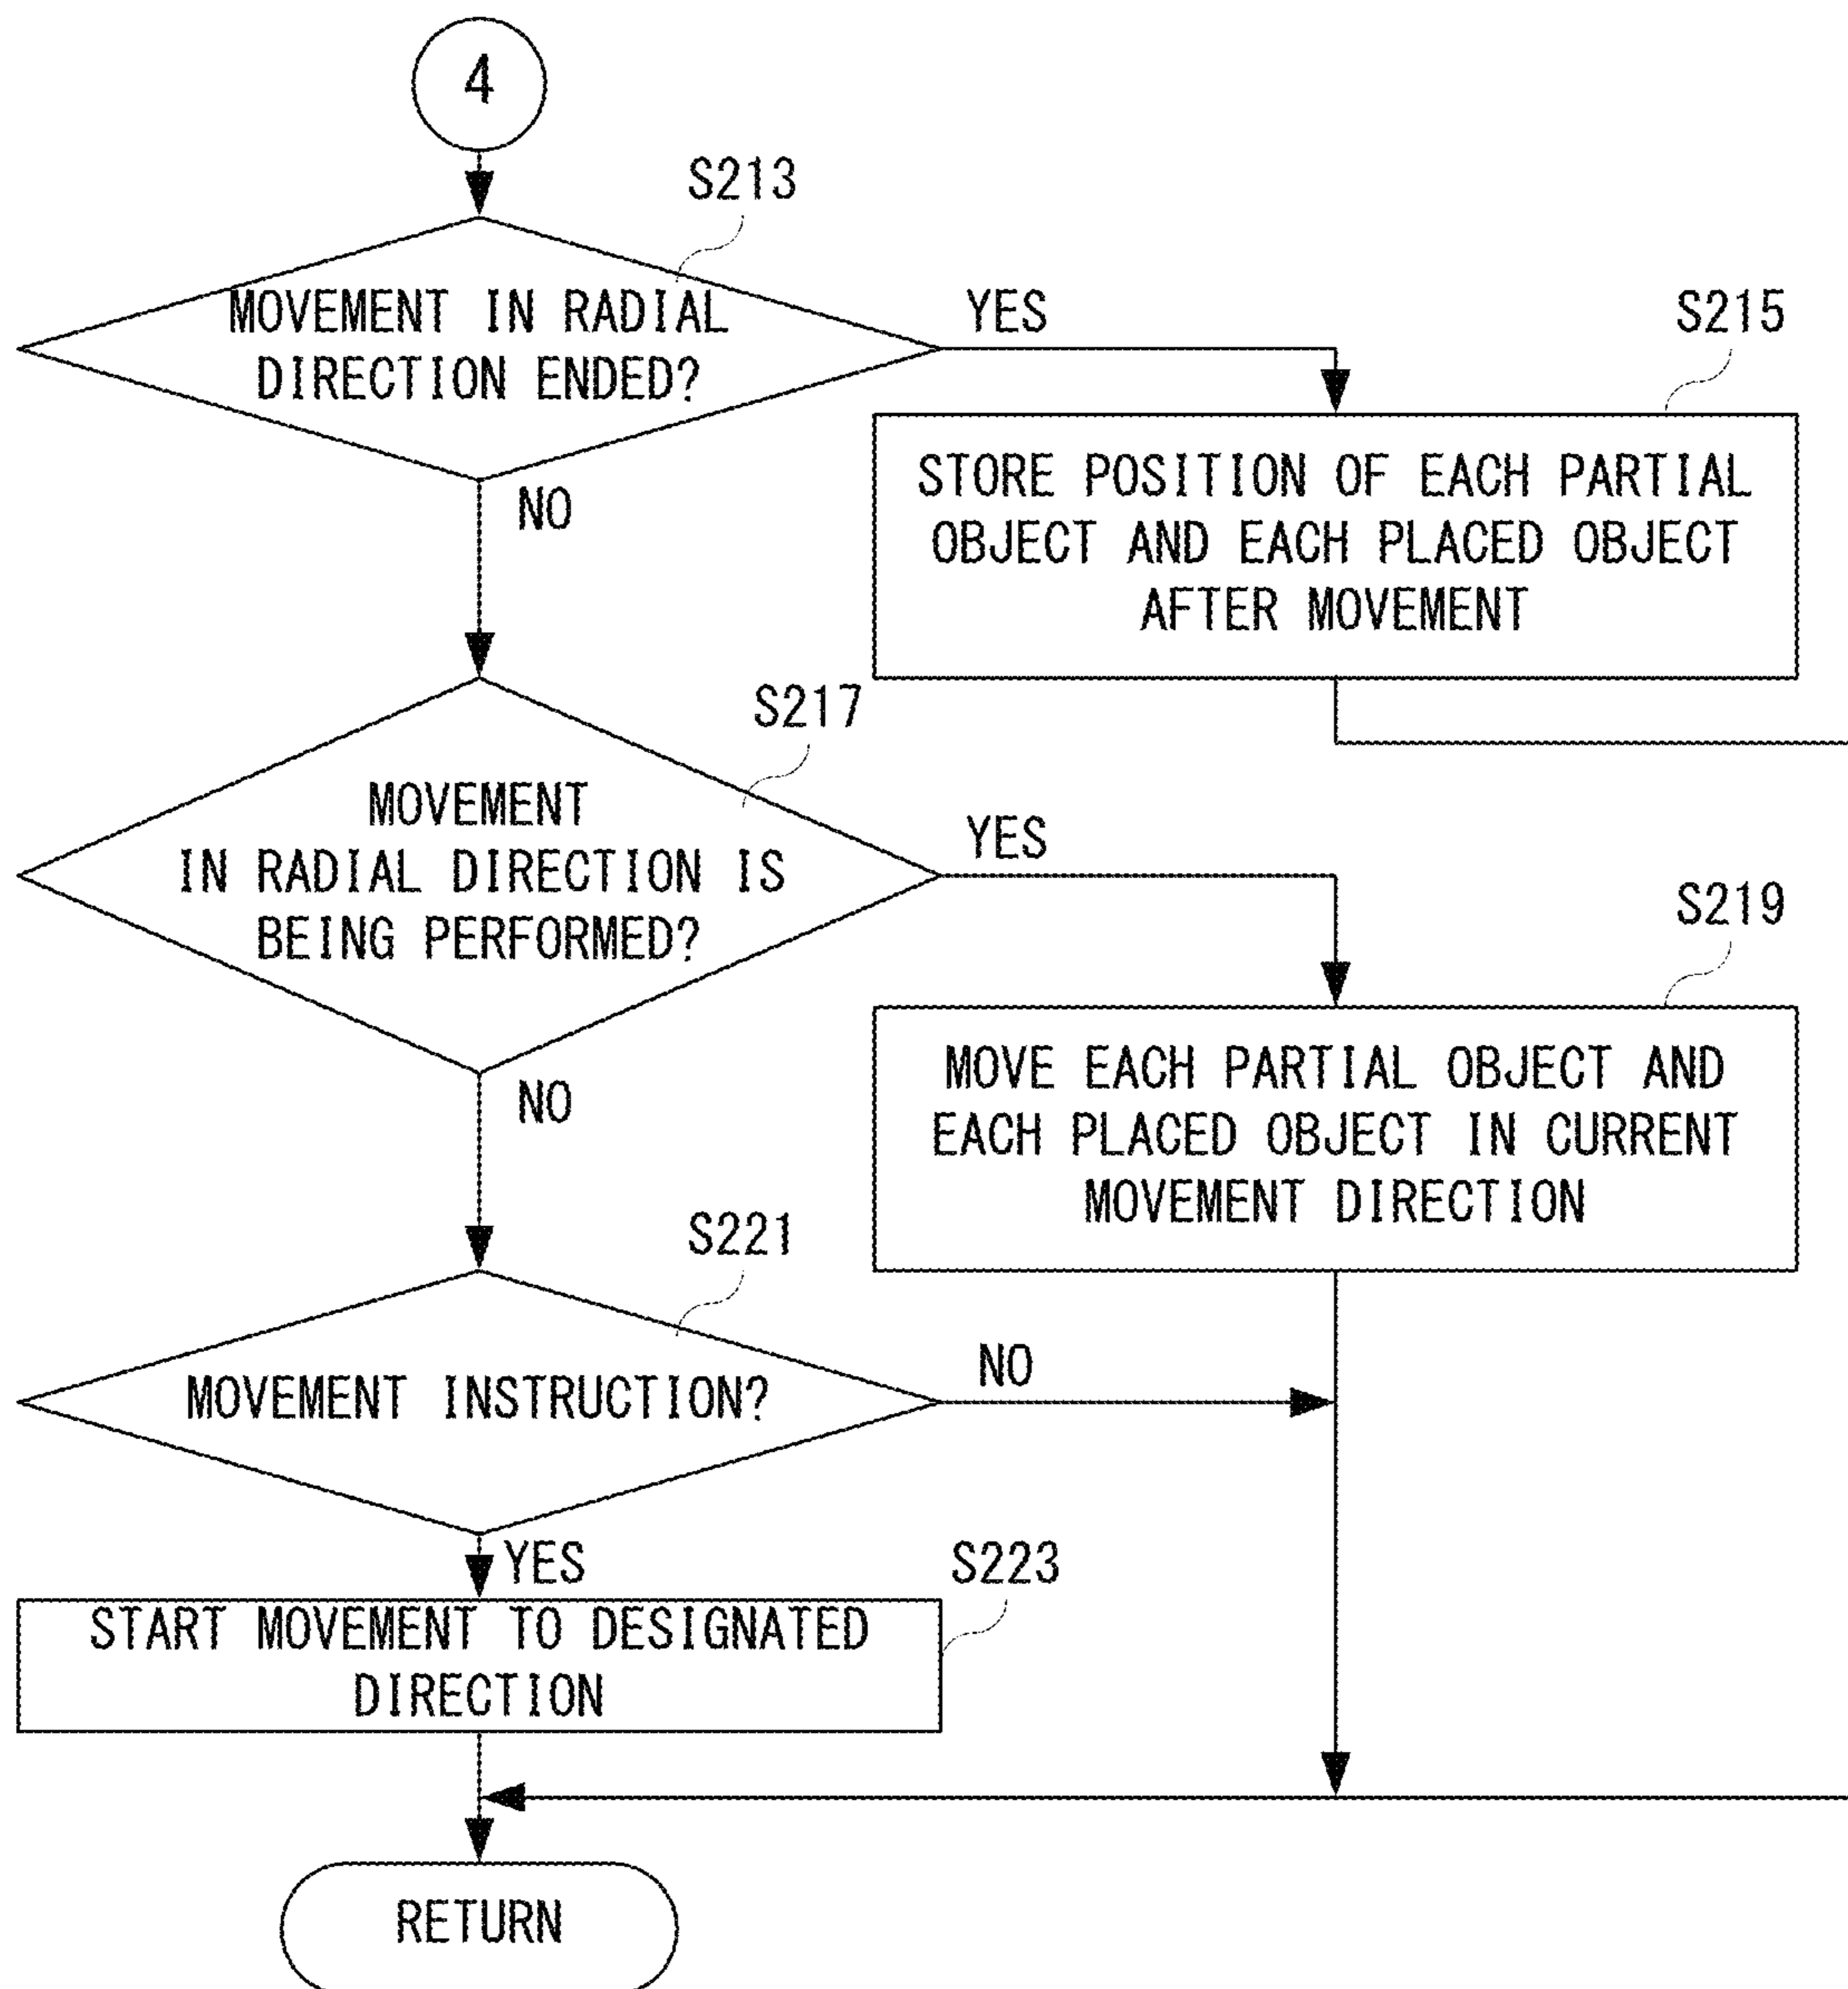 4
S213
MOVEMENT IN RADIAL
DIRECTION ENDED?
YES
NO
S215
STORE POSITION OF EACH PARTIAL
OBJECT AND EACH PLACED OBJECT
AFTER MOVEMENT
S217
MOVEMENT
IN RADIAL DIRECTION IS
BEING PERFORMED?
YES
NO
S219
MOVE EACH PARTIAL OBJECT AND
EACH PLACED OBJECT IN CURRENT
MOVEMENT DIRECTION
S221
MOVEMENT INSTRUCTION?
NO
YES
S223
START MOVEMENT TO DESIGNATED
DIRECTION
RETURN